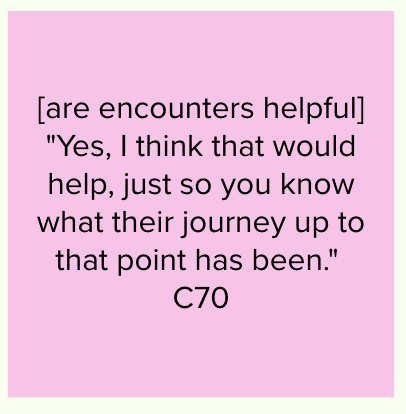 [are encounters helpful]
"Yes, I think that would
help, just so you know
what their journey up to
that point has been."
C70